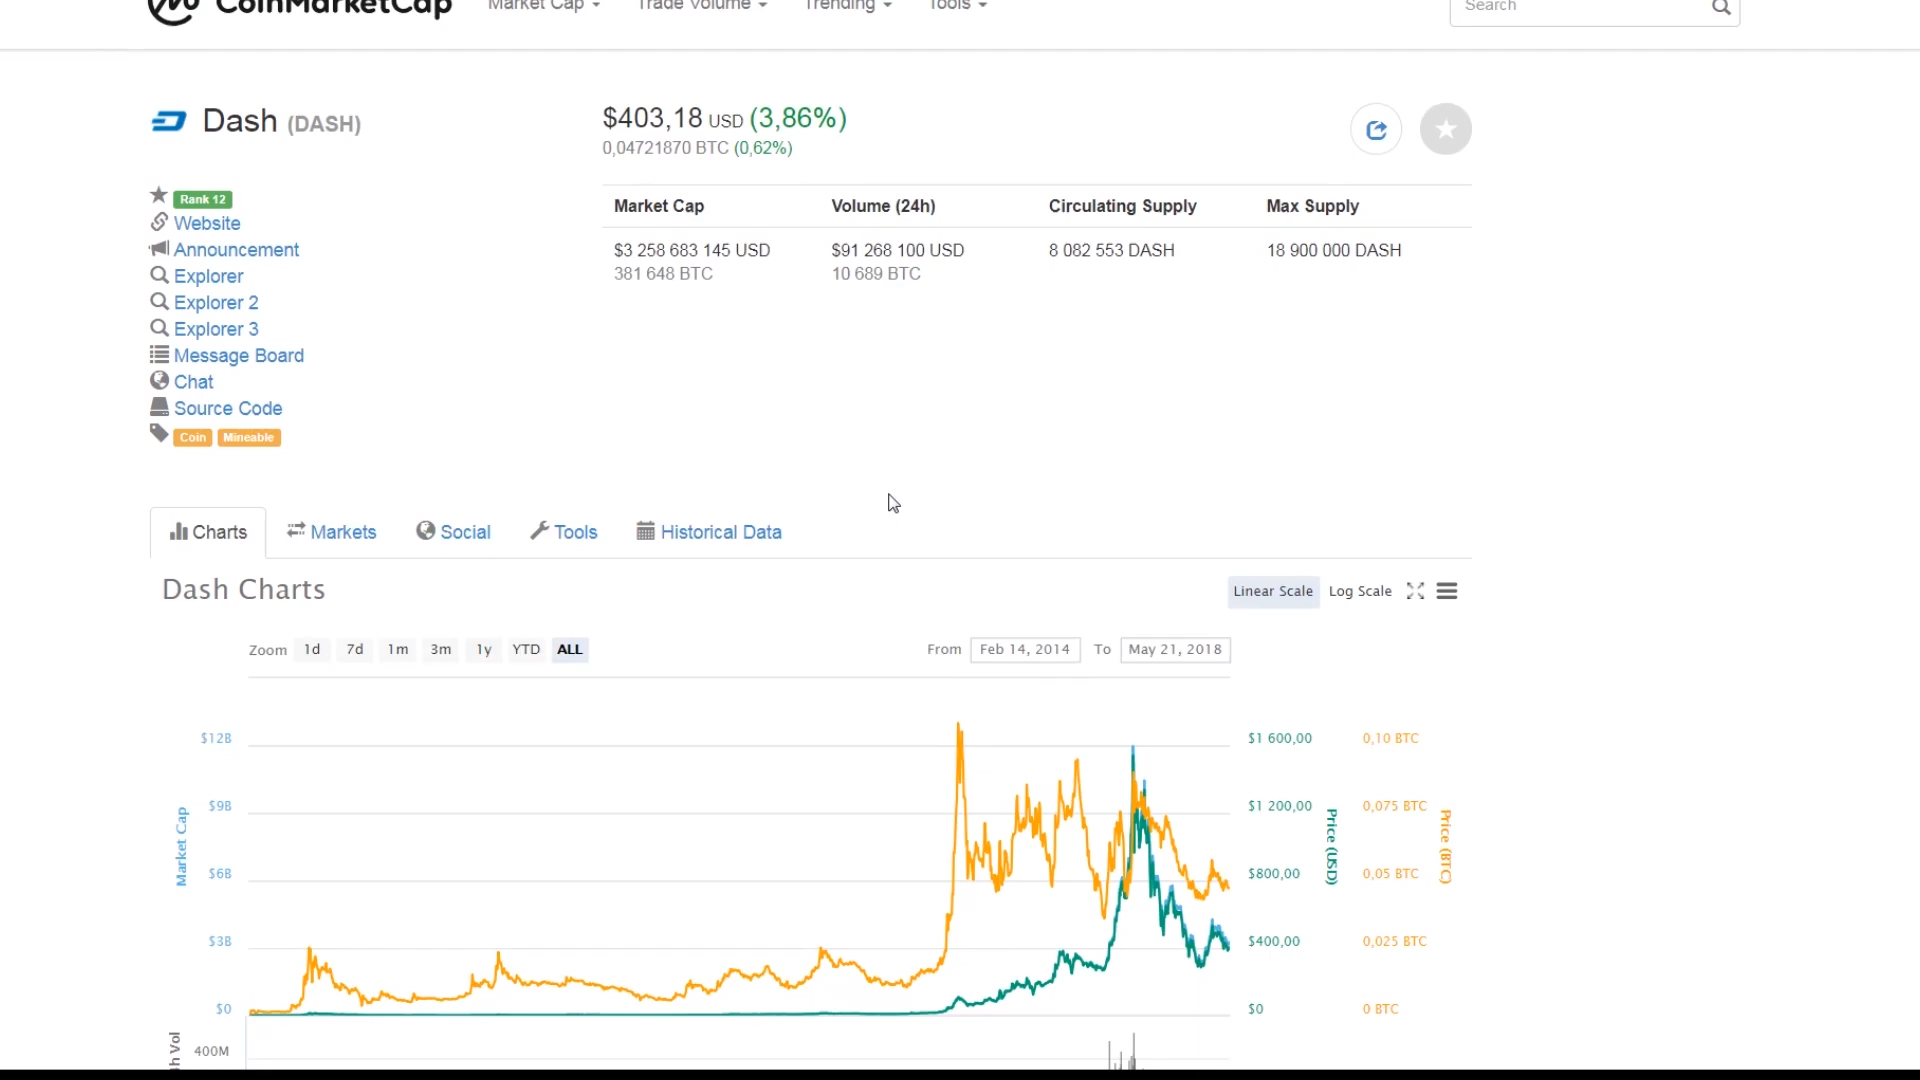 CoinMarketCap Market Cap Trade Volume Trending Tools Search
Dash (DASH)
$403,18 USD (3,86%)
0,04721870 BTC (0,62%)
Rank 12
Website
Announcement
Explorer
Explorer 2
Explorer 3
Message Board
Chat
Source Code
Coin Mineable
Market Cap Volume (24h) Circulating Supply Max Supply
$3 258 683 145 USD $91 268 100 USD 8 082 553 DASH 18 900 000 DASH
381 648 BTC 10 689 BTC
Charts Markets Social Tools Historical Data
Dash Charts
Linear Scale Log Scale
Zoom 1d 7d 1m 3m 1y YTD ALL
From Feb 14, 2014 To May 21, 2018
$12B $1 600,00 0,10 BTC
$9B $1 200,00 0,075 BTC
$6B $800,00 0,05 BTC
$3B $400,00 0,025 BTC
$0 $0 0 BTC
Market Cap
Price (USD)
Price (BTC)
h Vol
400M